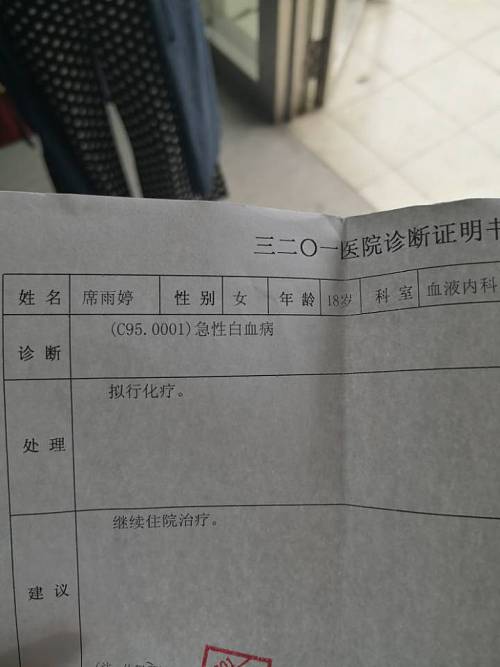 三二〇一医院诊断证明书
姓名 席雨婷 性别 女 年龄 18岁 科室 血液内科
诊断 (C95.0001)急性白血病
处理 拟行化疗。
建议 继续住院治疗。